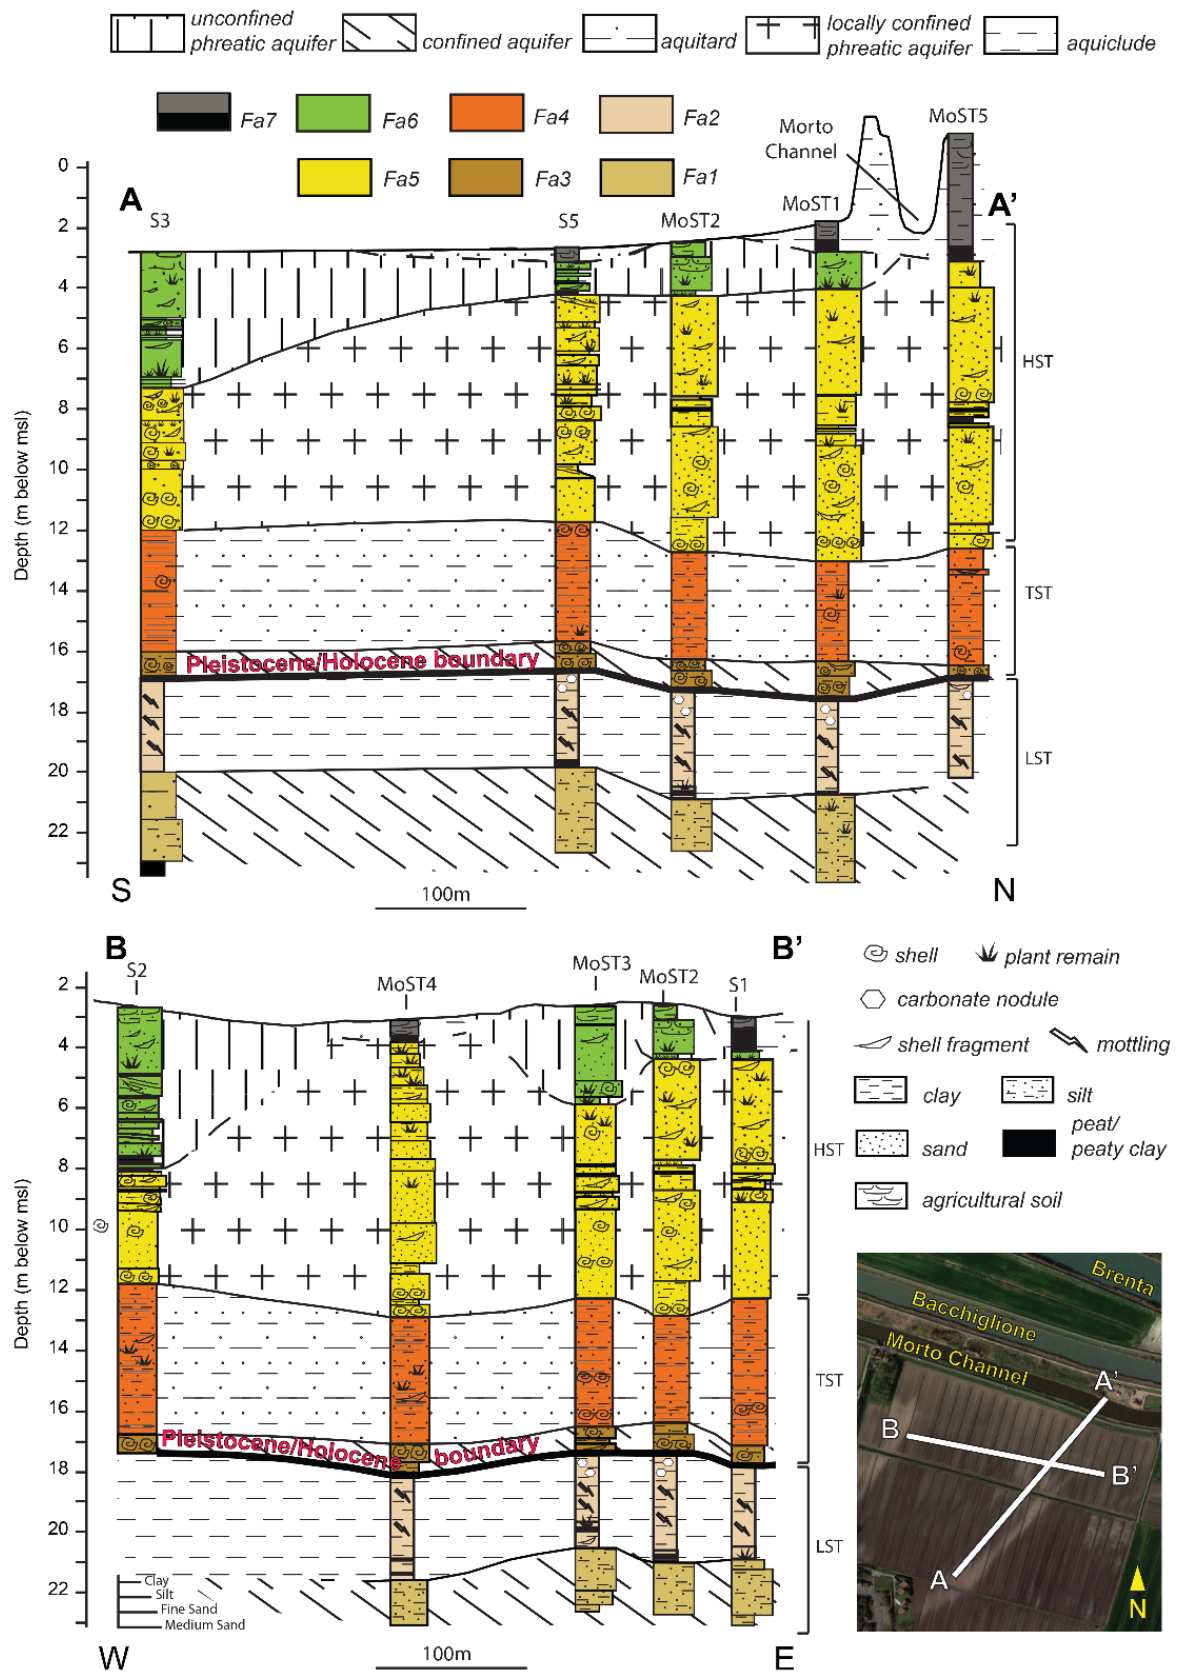 unconfined
phreatic aquifer
confined aquifer
aquitard
locally confined
phreatic aquifer
aquiclude
Fa7
Fa6
Fa4
Fa2
Fa5
Fa3
Fa1
Morto
Channel
MoST5
A
S3
S5
MoST2
MoST1
A'
0
2
4
6
8
10
12
14
16
18
20
22
Depth (m below msl)
HST
TST
LST
Pleistocene/Holocene boundary
S
100m
N
B
B'
S2
MoST4
MoST3
MoST2
S1
2
4
6
8
10
12
14
16
18
20
22
Depth (m below msl)
HST
TST
LST
Pleistocene/Holocene boundary
Clay
Silt
Fine Sand
Medium Sand
W
100m
E
shell
plant remain
carbonate nodule
shell fragment
mottling
clay
silt
sand
peat/
peaty clay
agricultural soil
Brenta
Bacchiglione
Morto Channel
A'
B
B'
A
N